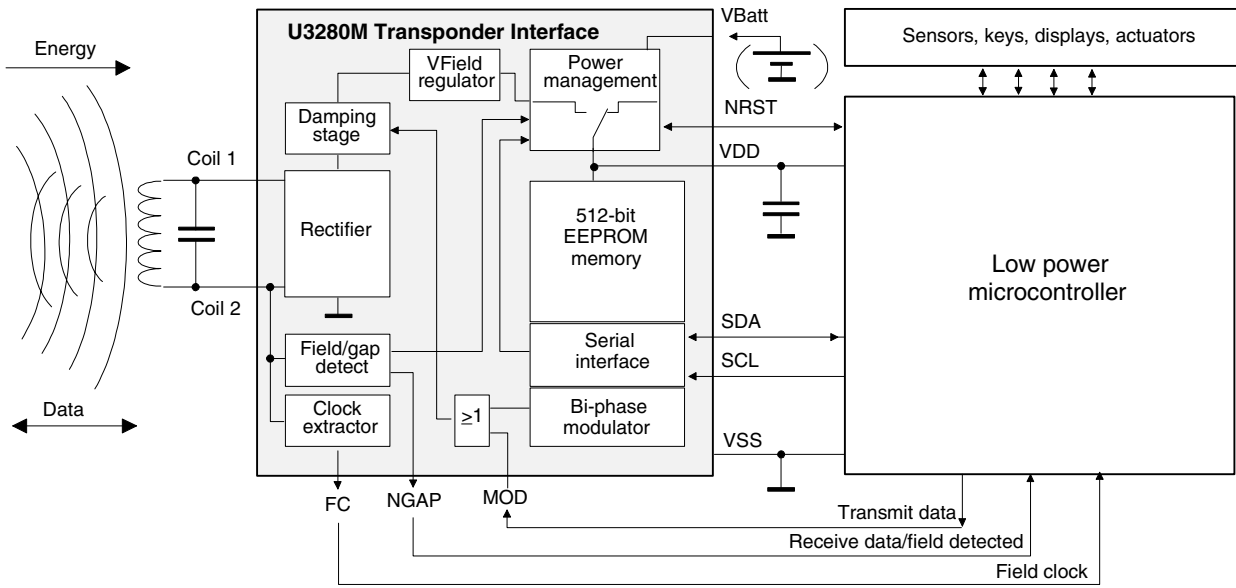 U3280M Transponder Interface
VBatt
Sensors, keys, displays, actuators
Energy
VField
regulator
Power
management
Damping
stage
NRST
Coil 1
VDD
Rectifier
512-bit
EEPROM
memory
Low power
microcontroller
Coil 2
SDA
Field/gap
detect
Serial
interface
SCL
Data
Clock
extractor
≥1
Bi-phase
modulator
VSS
FC
NGAP
MOD
Transmit data
Receive data/field detected
Field clock